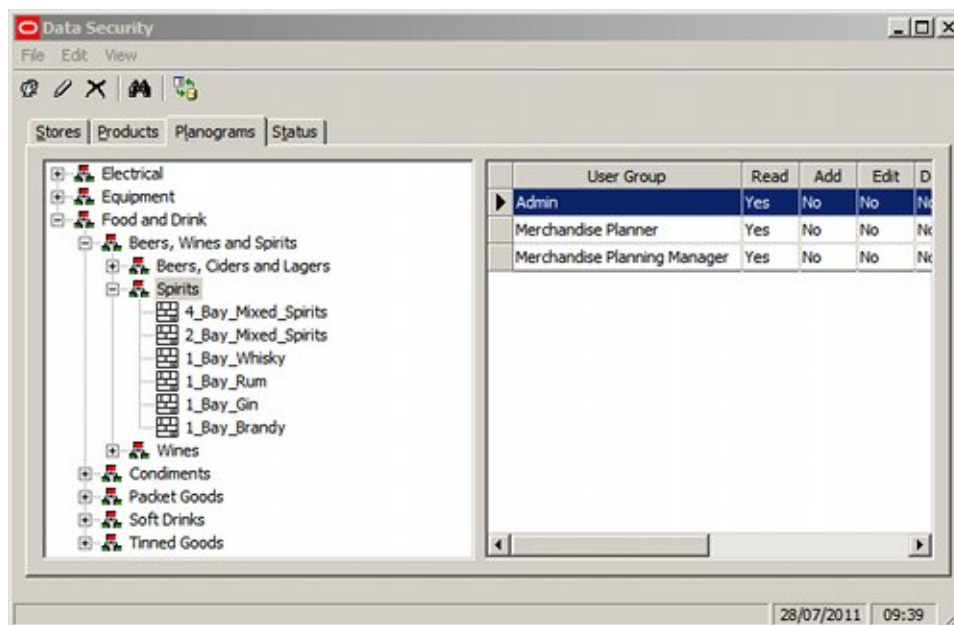 Data Security
File Edit View
Stores Products Planograms Status
Electrical
Equipment
Food and Drink
Beers, Wines and Spirits
Beers, Ciders and Lagers
Spirits
4_Bay_Mixed_Spirits
2_Bay_Mixed_Spirits
1_Bay_Whisky
1_Bay_Rum
1_Bay_Gin
1_Bay_Brandy
Wines
Condiments
Packet Goods
Soft Drinks
Tinned Goods
User Group Read Add Edit D
Admin Yes No No No
Merchandise Planner Yes No No No
Merchandise Planning Manager Yes No No No
28/07/2011 09:39